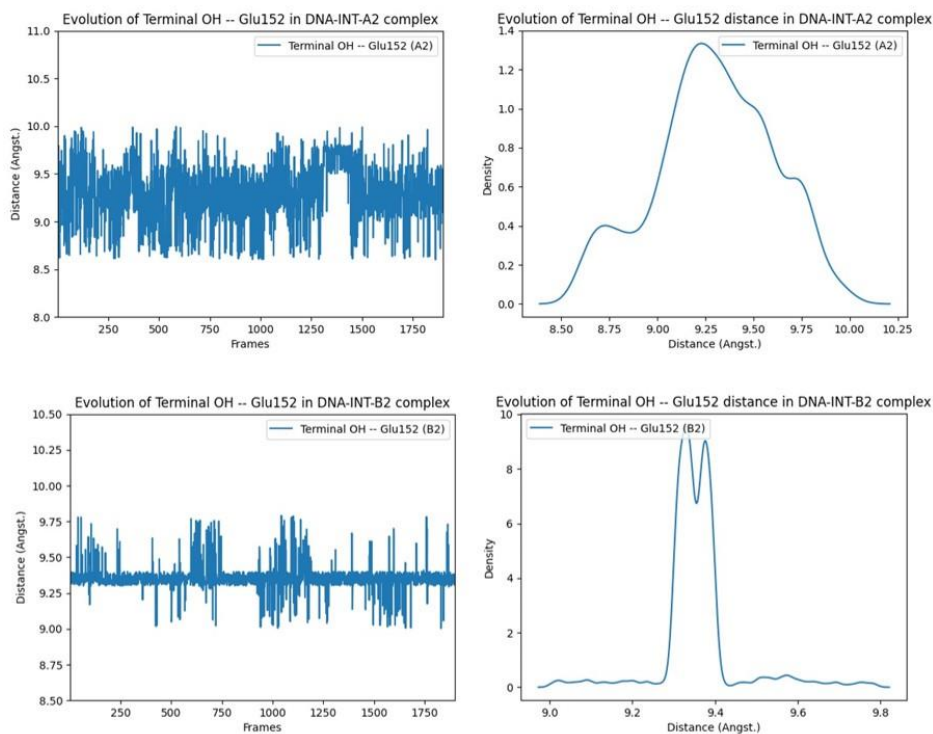 Evolution of Terminal OH -- Glu152 in DNA-INT-A2 complex
Terminal OH -- Glu152 (A2)
Distance (Angst.)
11.0
10.5
10.0
9.5
9.0
8.5
8.0
250 500 750 1000 1250 1500 1750
Frames
Evolution of Terminal OH -- Glu152 distance in DNA-INT-A2 complex
Terminal OH -- Glu152 (A2)
Density
1.4
1.2
1.0
0.8
0.6
0.4
0.2
0.0
8.50 8.75 9.00 9.25 9.50 9.75 10.00 10.25
Distance (Angst.)
Evolution of Terminal OH -- Glu152 in DNA-INT-B2 complex
Terminal OH -- Glu152 (B2)
Distance (Angst.)
10.50
10.25
10.00
9.75
9.50
9.25
9.00
8.75
8.50
250 500 750 1000 1250 1500 1750
Frames
Evolution of Terminal OH -- Glu152 distance in DNA-INT-B2 complex
Terminal OH -- Glu152 (B2)
Density
10
8
6
4
2
0
9.0 9.2 9.4 9.6 9.8
Distance (Angst.)